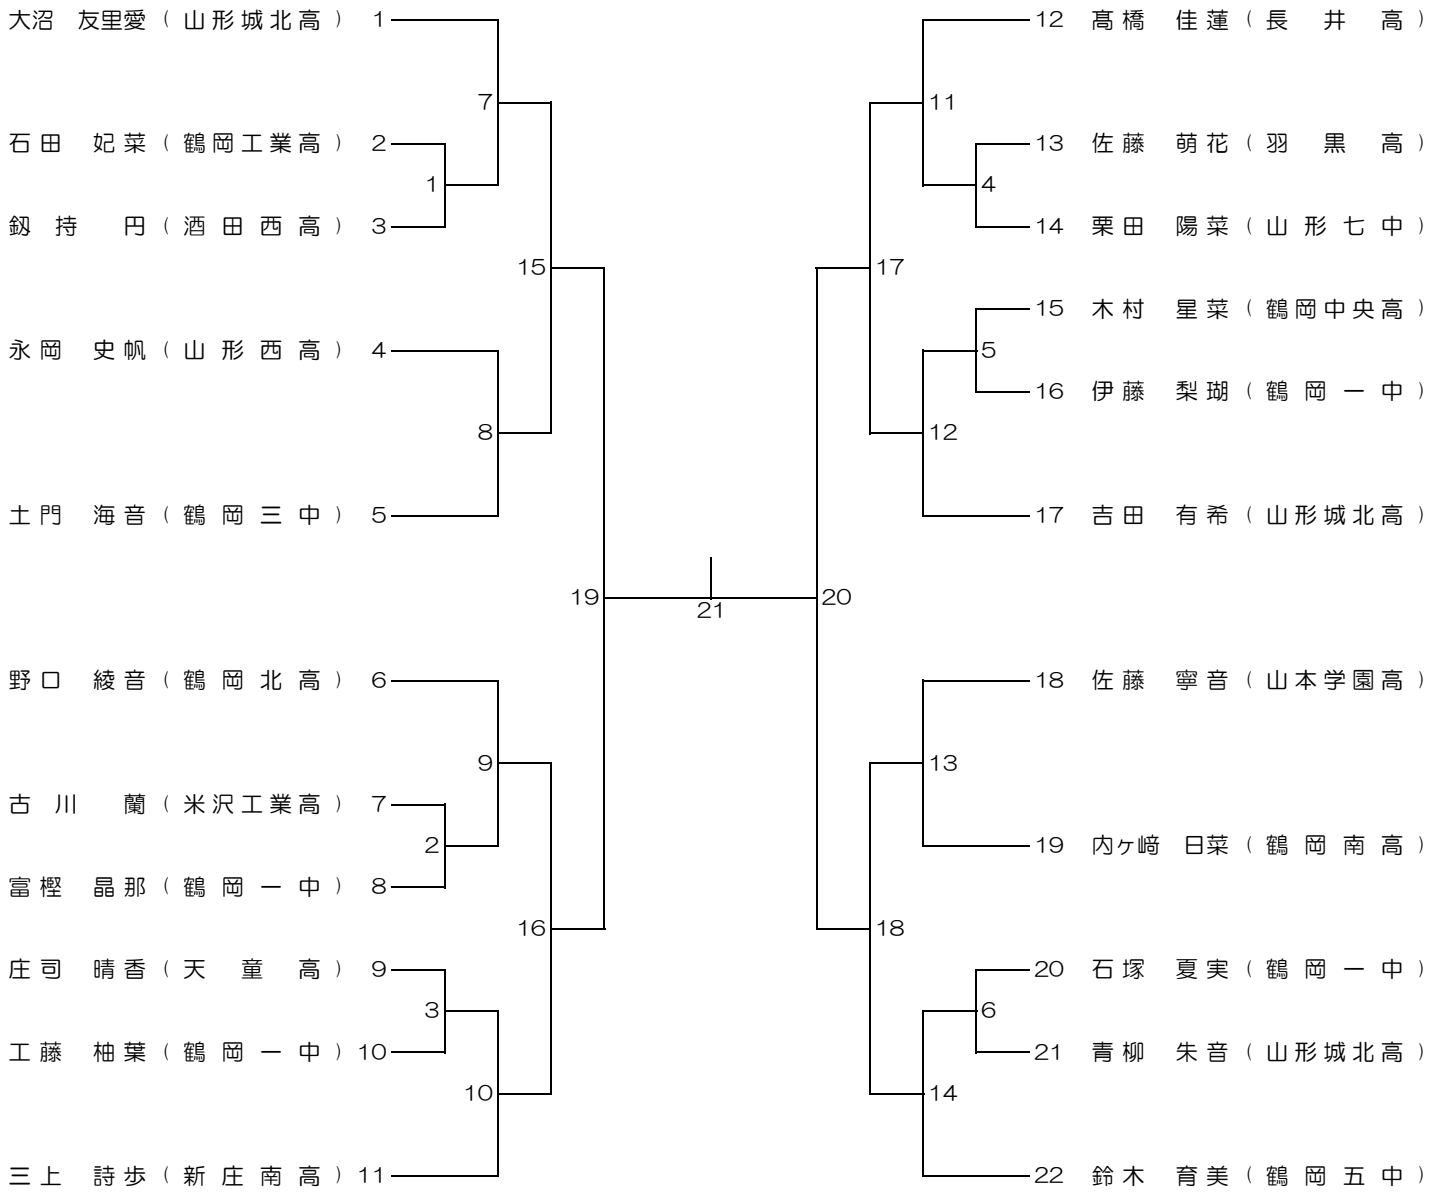 大沼 友里愛 ( 山形城北高 ) 1
7
石田 妃菜 ( 鶴岡工業高 ) 2
1
釼持 円 ( 酒田西高 ) 3
15
永岡 史帆 ( 山形西高 ) 4
8
土門 海音 ( 鶴岡三中 ) 5
19
野口 綾音 ( 鶴岡北高 ) 6
9
古川 蘭 ( 米沢工業高 ) 7
2
富樫 晶那 ( 鶴岡一中 ) 8
16
庄司 晴香 ( 天童高 ) 9
3
工藤 柚葉 ( 鶴岡一中 ) 10
10
三上 詩歩 ( 新庄南高 ) 11
21
12 髙橋 佳蓮 ( 長井高 )
11
13 佐藤 萌花 ( 羽黒高 )
4
14 栗田 陽菜 ( 山形七中 )
17
15 木村 星菜 ( 鶴岡中央高 )
5
16 伊藤 梨瑚 ( 鶴岡一中 )
12
17 吉田 有希 ( 山形城北高 )
20
18 佐藤 寧音 ( 山本学園高 )
13
19 内ヶ﨑 日菜 ( 鶴岡南高 )
18
20 石塚 夏実 ( 鶴岡一中 )
6
21 青柳 朱音 ( 山形城北高 )
14
22 鈴木 育美 ( 鶴岡五中 )